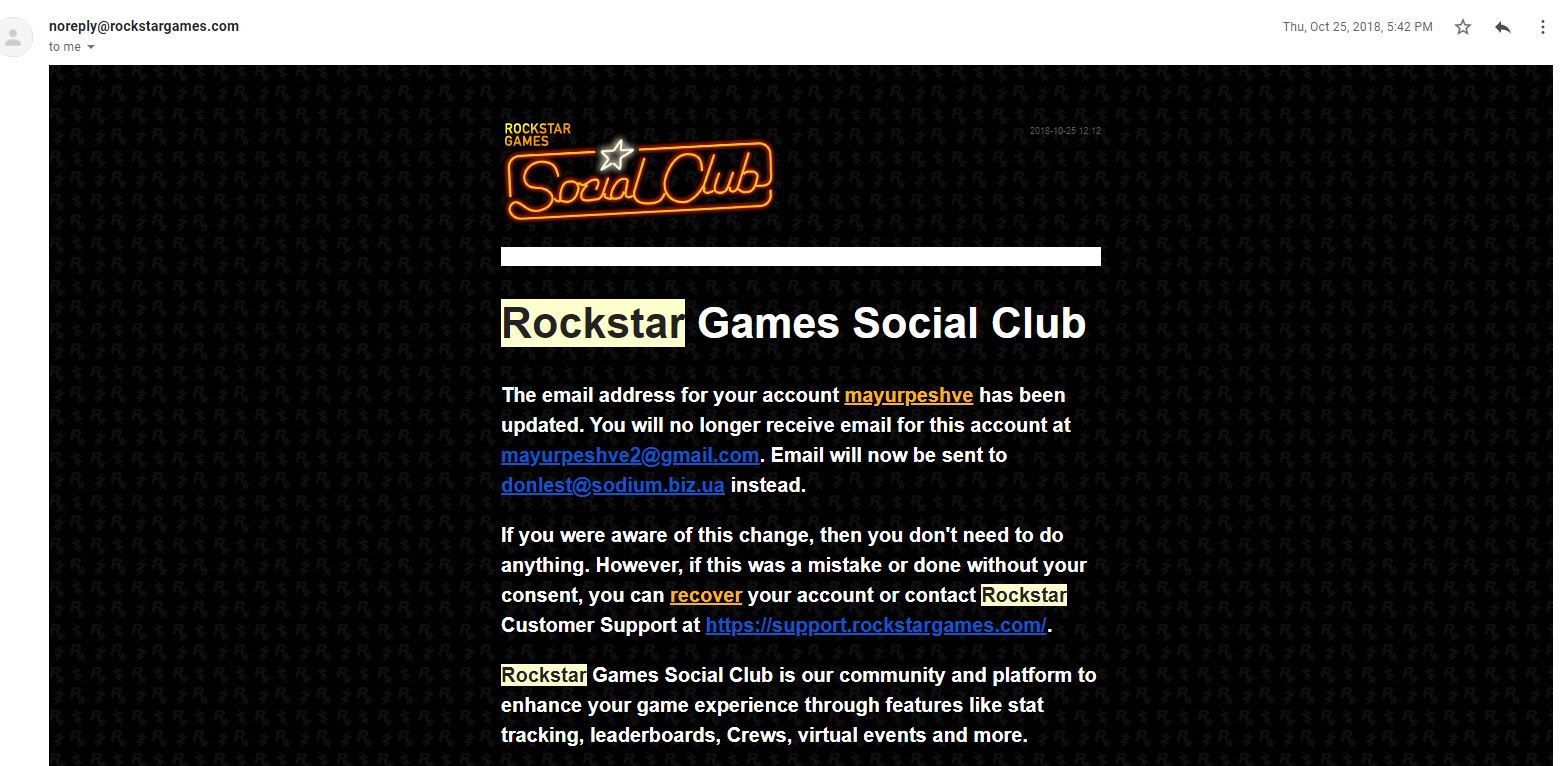 noreply@rockstargames.com
Thu, Oct 25, 2018, 5:42 PM
to me
ROCKSTAR
GAMES
2018-10-25 12:12
Social Club
Rockstar Games Social Club
The email address for your account mayurpeshve has been
updated. You will no longer receive email for this account at
mayurpeshve2@gmail.com. Email will now be sent to
donlest@sodium.biz.ua instead.
If you were aware of this change, then you don't need to do
anything. However, if this was a mistake or done without your
consent, you can recover your account or contact Rockstar
Customer Support at https://support.rockstargames.com/.
Rockstar Games Social Club is our community and platform to
enhance your game experience through features like stat
tracking, leaderboards, Crews, virtual events and more.